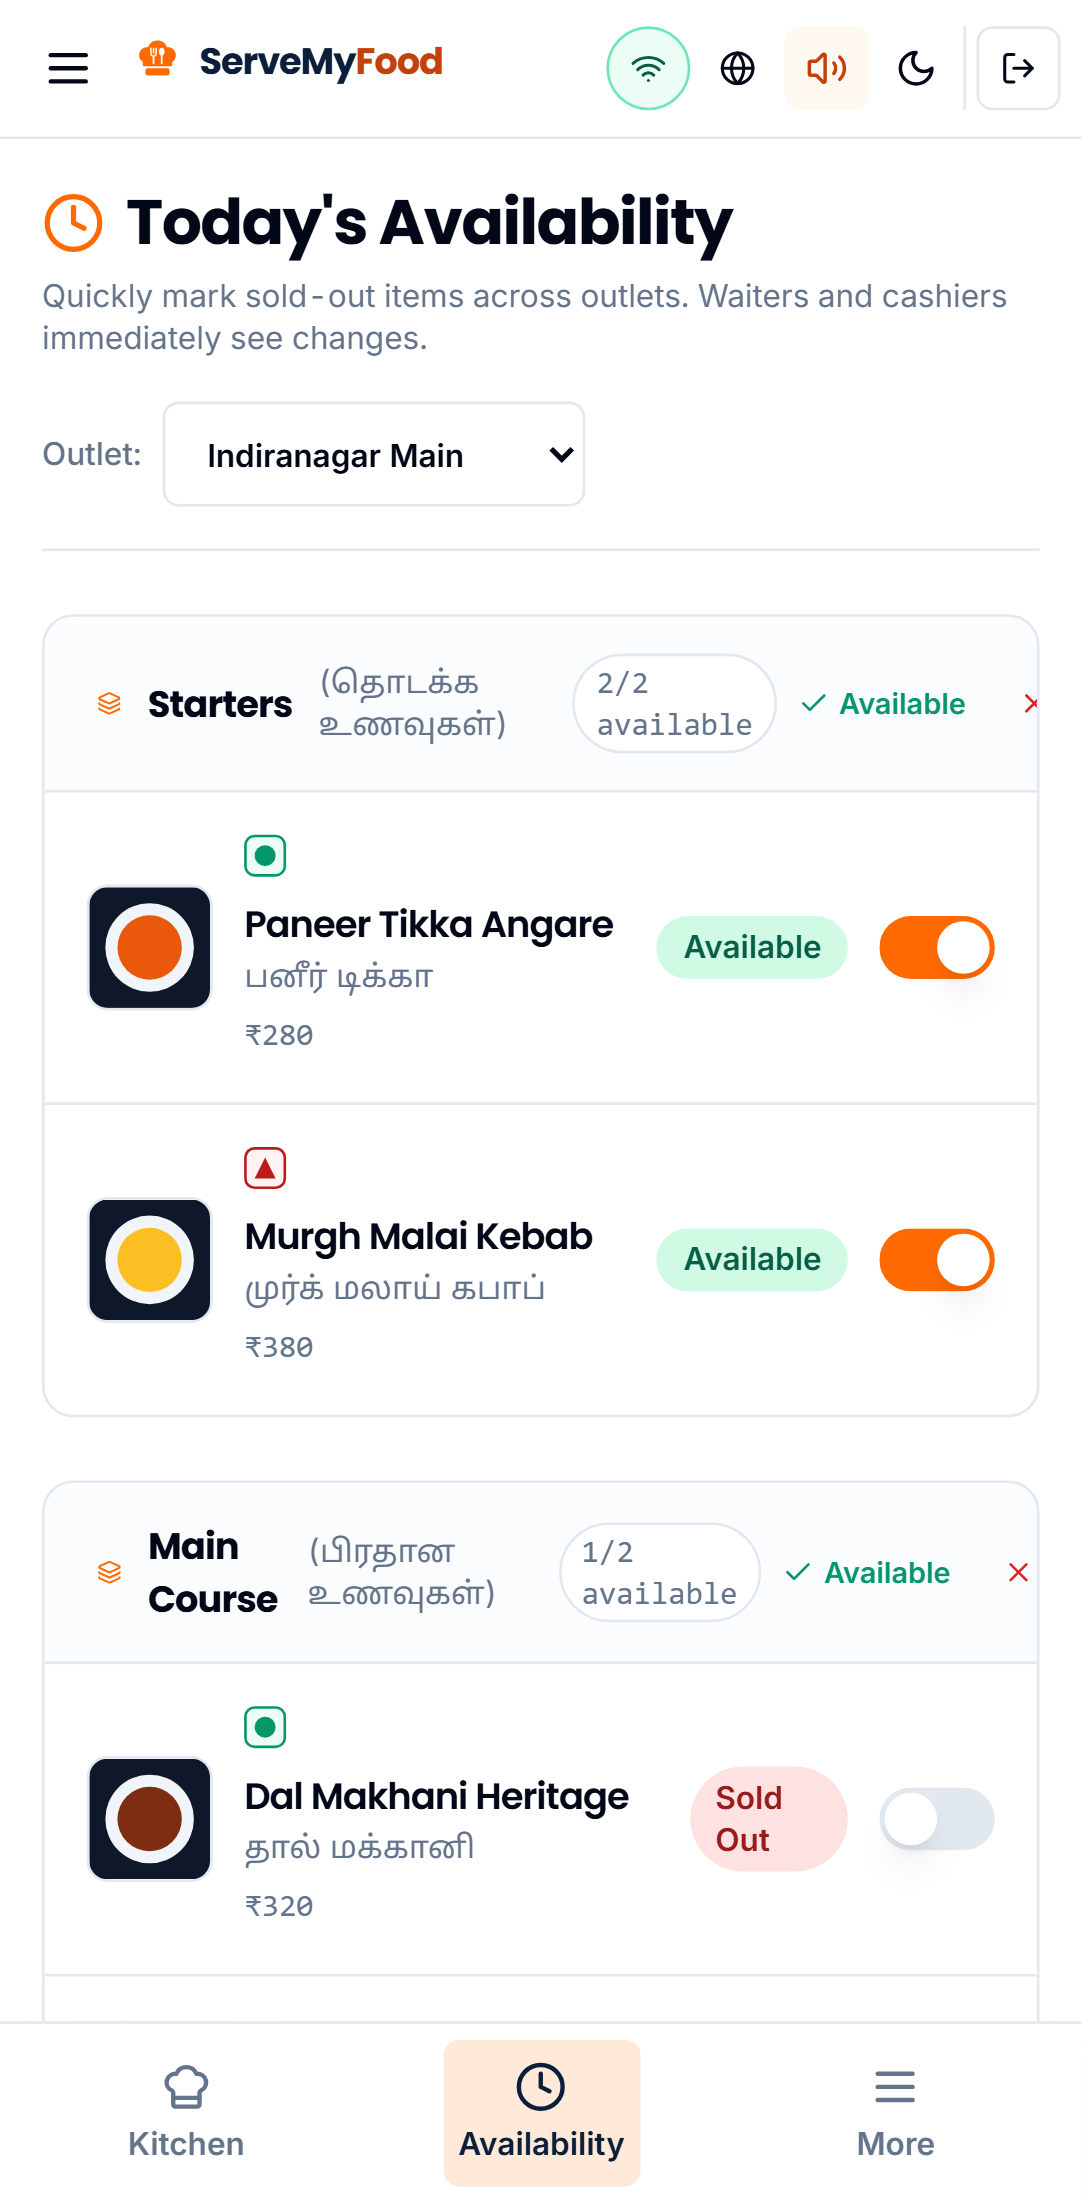 ServeMyFood
Today's Availability
Quickly mark sold-out items across outlets. Waiters and cashiers
immediately see changes.
Outlet:
Indiranagar Main
Starters
(தொடக்க
உணவுகள்)
2/2
available
Available
Paneer Tikka Angare
பனீர் டிக்கா
₹280
Available
Murgh Malai Kebab
முர்க் மலாய் கபாப்
₹380
Available
Main
Course
(பிரதான
உணவுகள்)
1/2
available
Available
Dal Makhani Heritage
தால் மக்கானி
₹320
Sold
Out
Kitchen
Availability
More